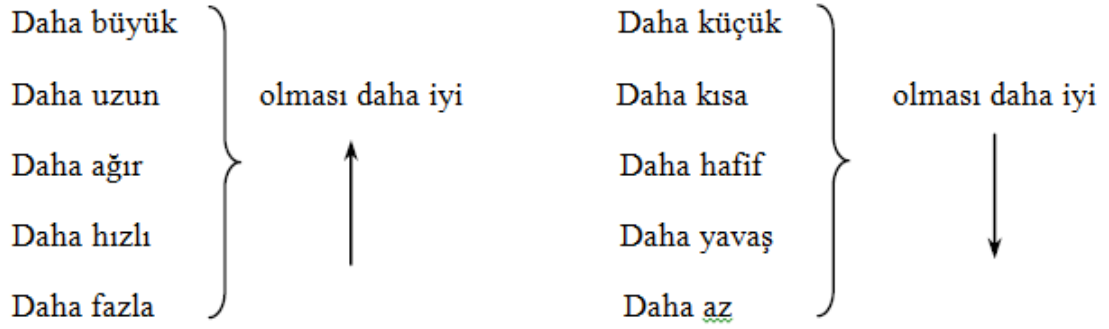 Daha büyük
Daha uzun
Daha ağır
Daha hızlı
Daha fazla
olması daha iyi
Daha küçük
Daha kısa
Daha hafif
Daha yavaş
Daha az
olması daha iyi